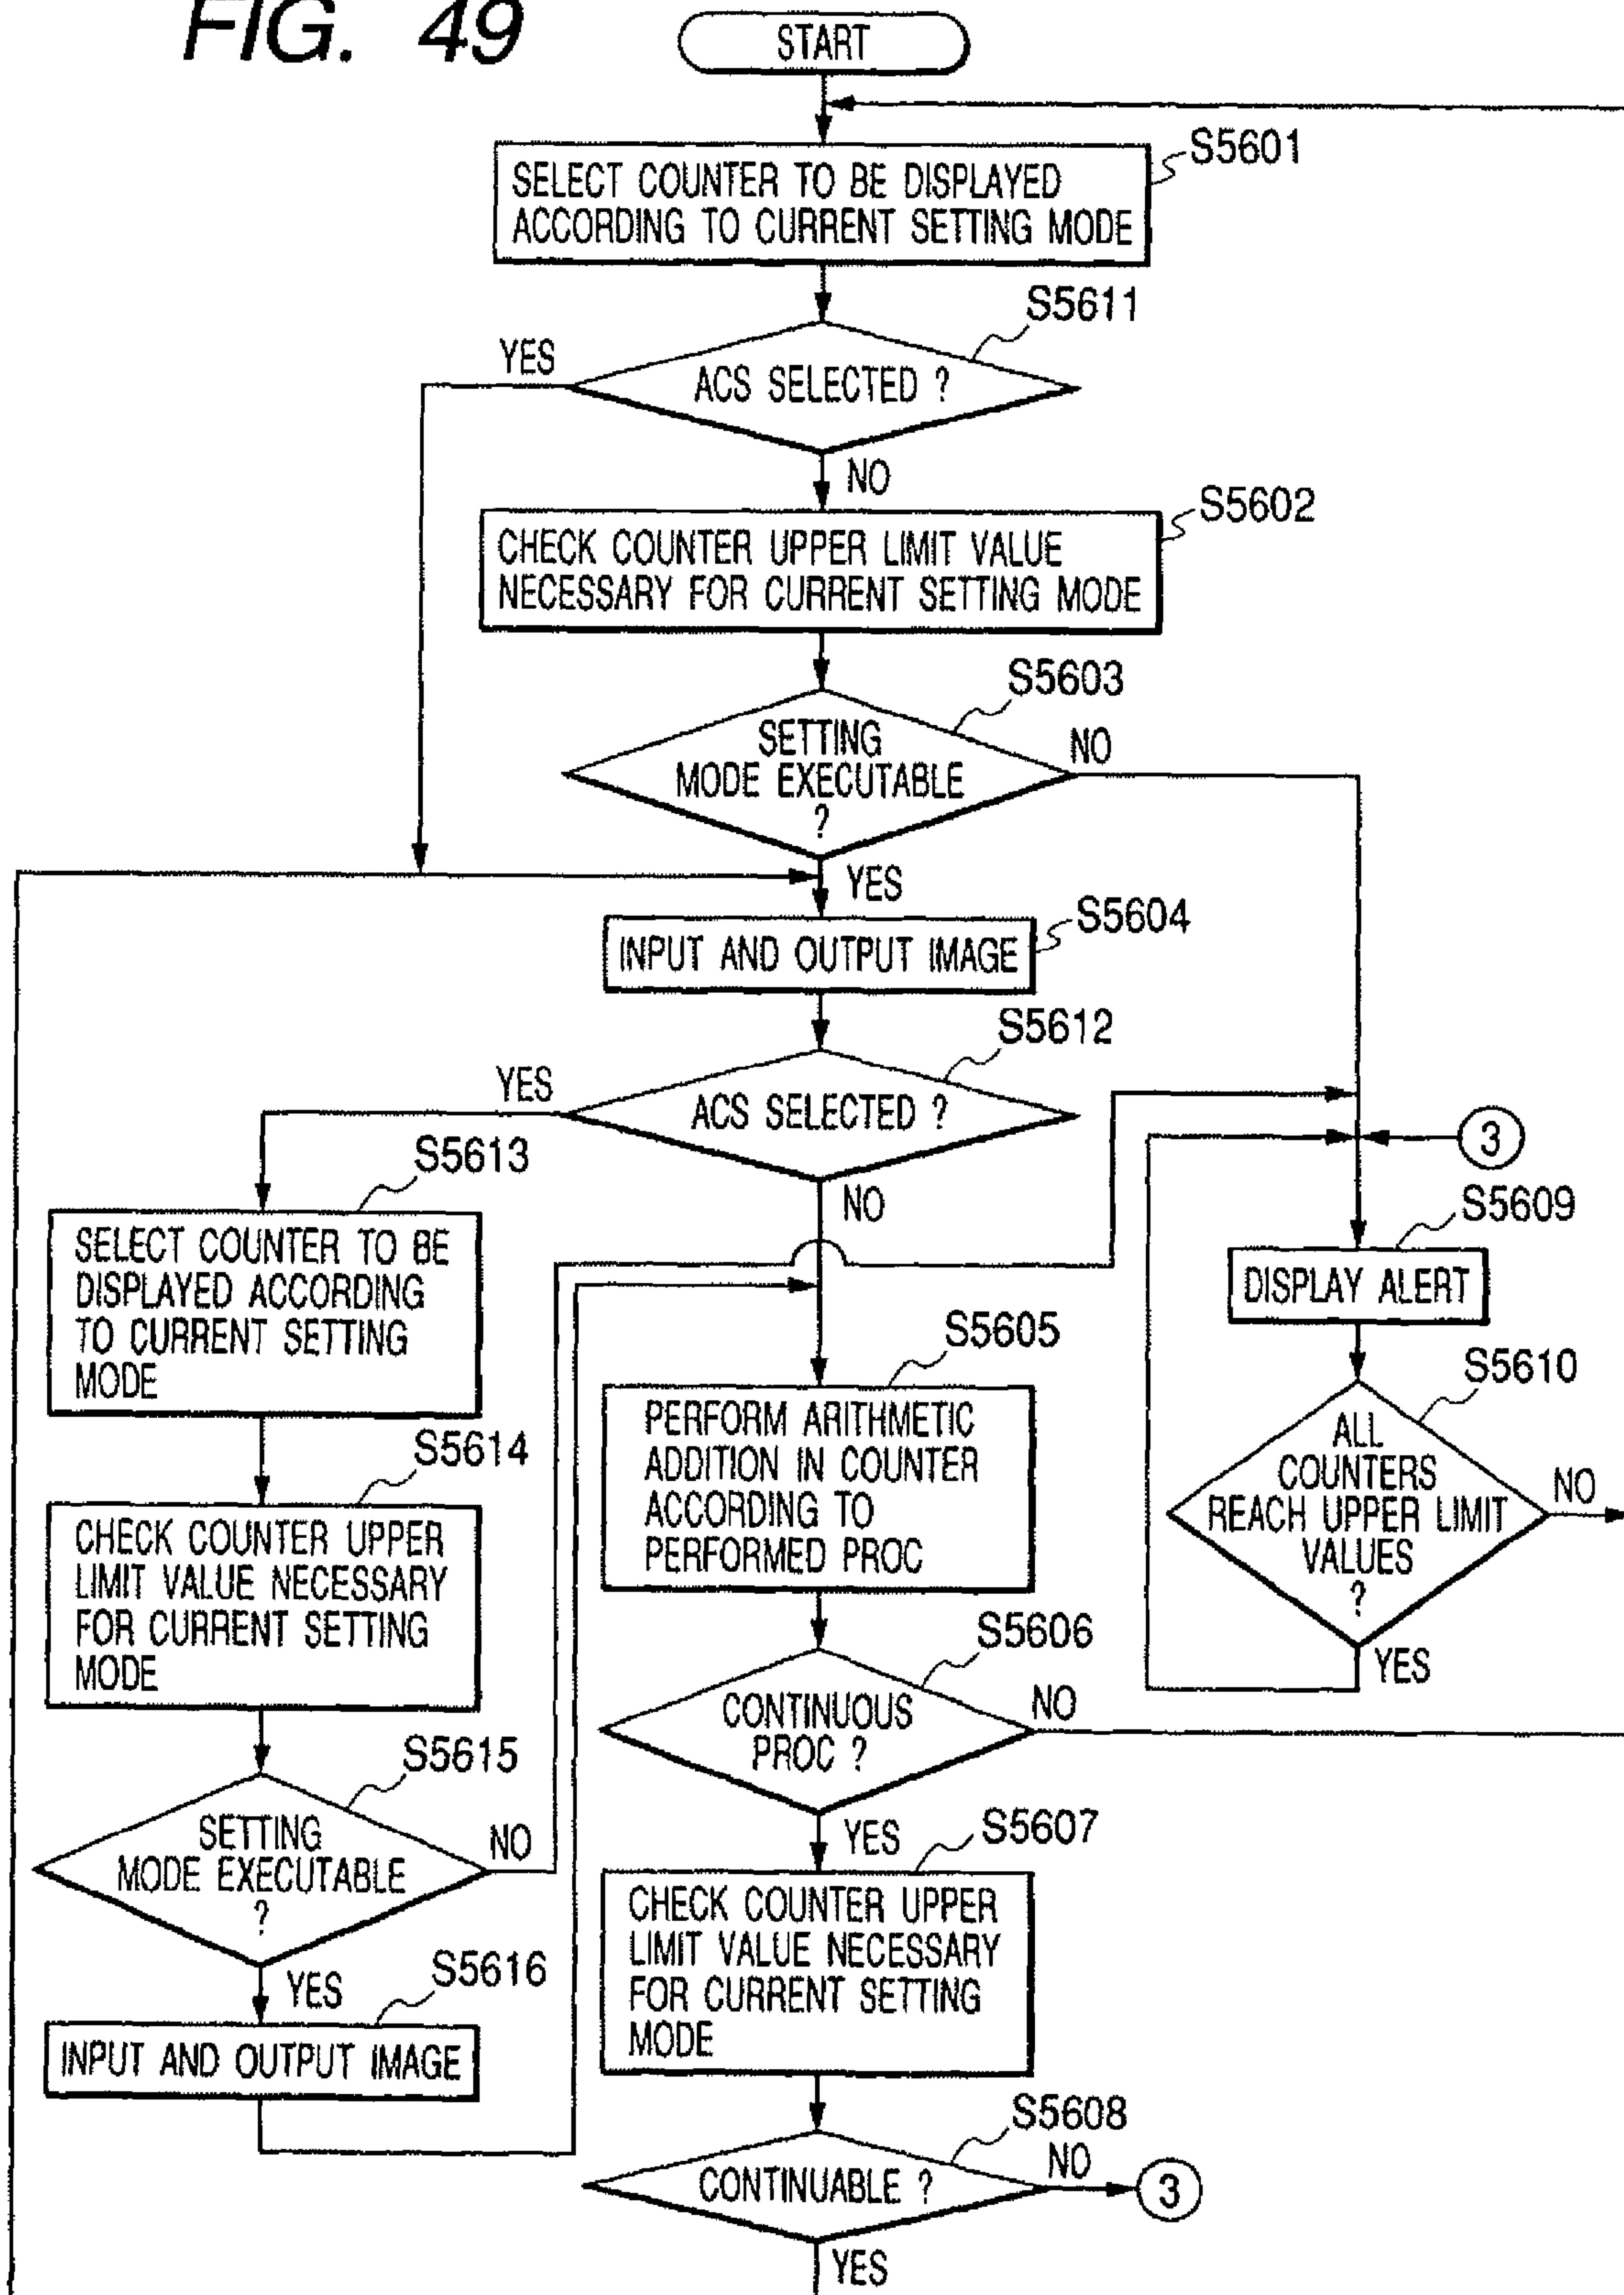 FIG. 49
START
S5601
SELECT COUNTER TO BE DISPLAYED
ACCORDING TO CURRENT SETTING MODE
S5611
YES
ACS SELECTED ?
NO
S5602
CHECK COUNTER UPPER LIMIT VALUE
NECESSARY FOR CURRENT SETTING MODE
S5603
SETTING
MODE EXECUTABLE
?
NO
YES
S5604
INPUT AND OUTPUT IMAGE
S5612
YES
ACS SELECTED ?
NO
3
S5613
SELECT COUNTER TO BE
DISPLAYED ACCORDING
TO CURRENT SETTING
MODE
S5609
DISPLAY ALERT
S5605
PERFORM ARITHMETIC
ADDITION IN COUNTER
ACCORDING TO
PERFORMED PROC
S5610
ALL
COUNTERS
REACH UPPER LIMIT
VALUES
?
NO
YES
S5614
CHECK COUNTER UPPER
LIMIT VALUE NECESSARY
FOR CURRENT SETTING
MODE
S5606
CONTINUOUS
PROC ?
NO
YES
S5615
SETTING
MODE EXECUTABLE
?
NO
YES
S5607
CHECK COUNTER UPPER
LIMIT VALUE NECESSARY
FOR CURRENT SETTING
MODE
S5616
INPUT AND OUTPUT IMAGE
S5608
CONTINUABLE ?
NO
3
YES